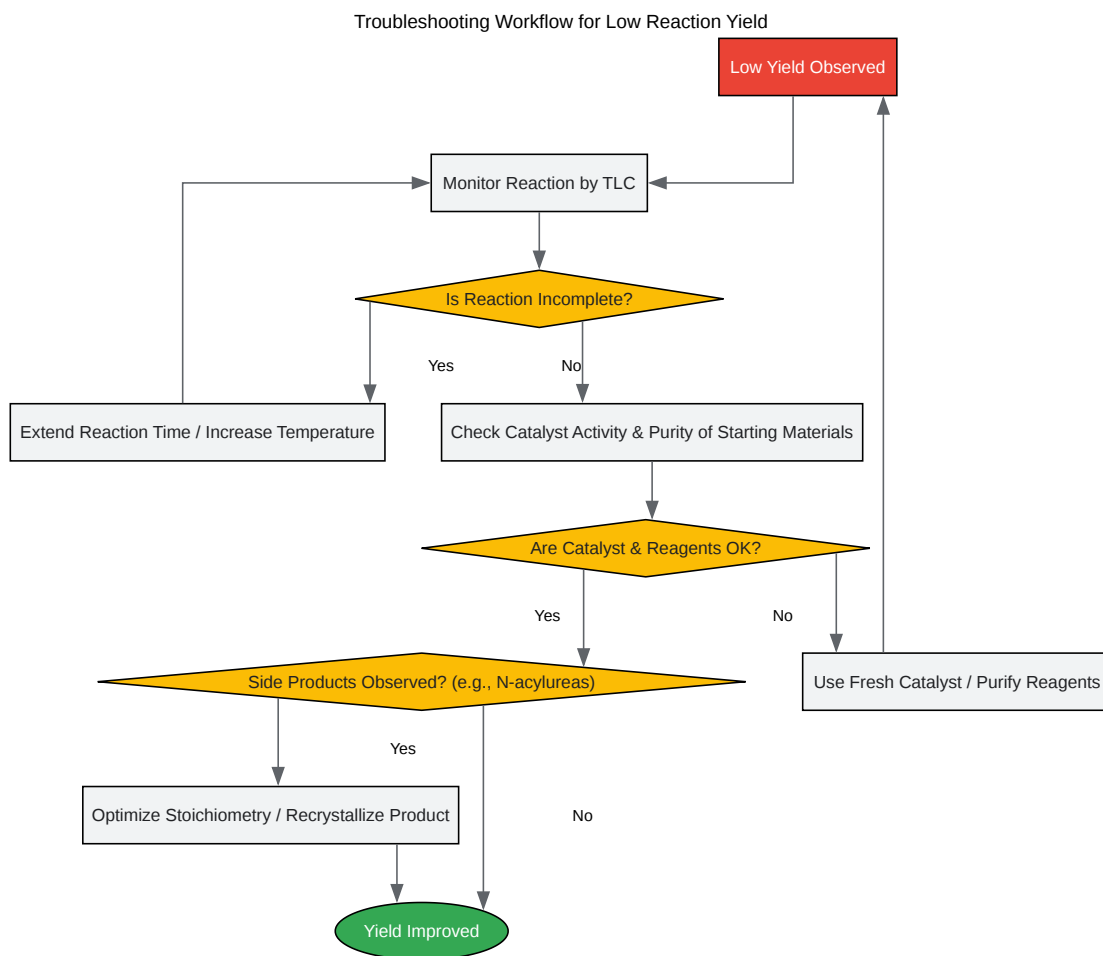 Troubleshooting Workflow for Low Reaction Yield
Low Yield Observed
Monitor Reaction by TLC
Is Reaction Incomplete?
Yes
No
Extend Reaction Time / Increase Temperature
Check Catalyst Activity & Purity of Starting Materials
Are Catalyst & Reagents OK?
Yes
No
Side Products Observed? (e.g., N-acylureas)
Use Fresh Catalyst / Purify Reagents
Yes
Optimize Stoichiometry / Recrystallize Product
No
Yield Improved